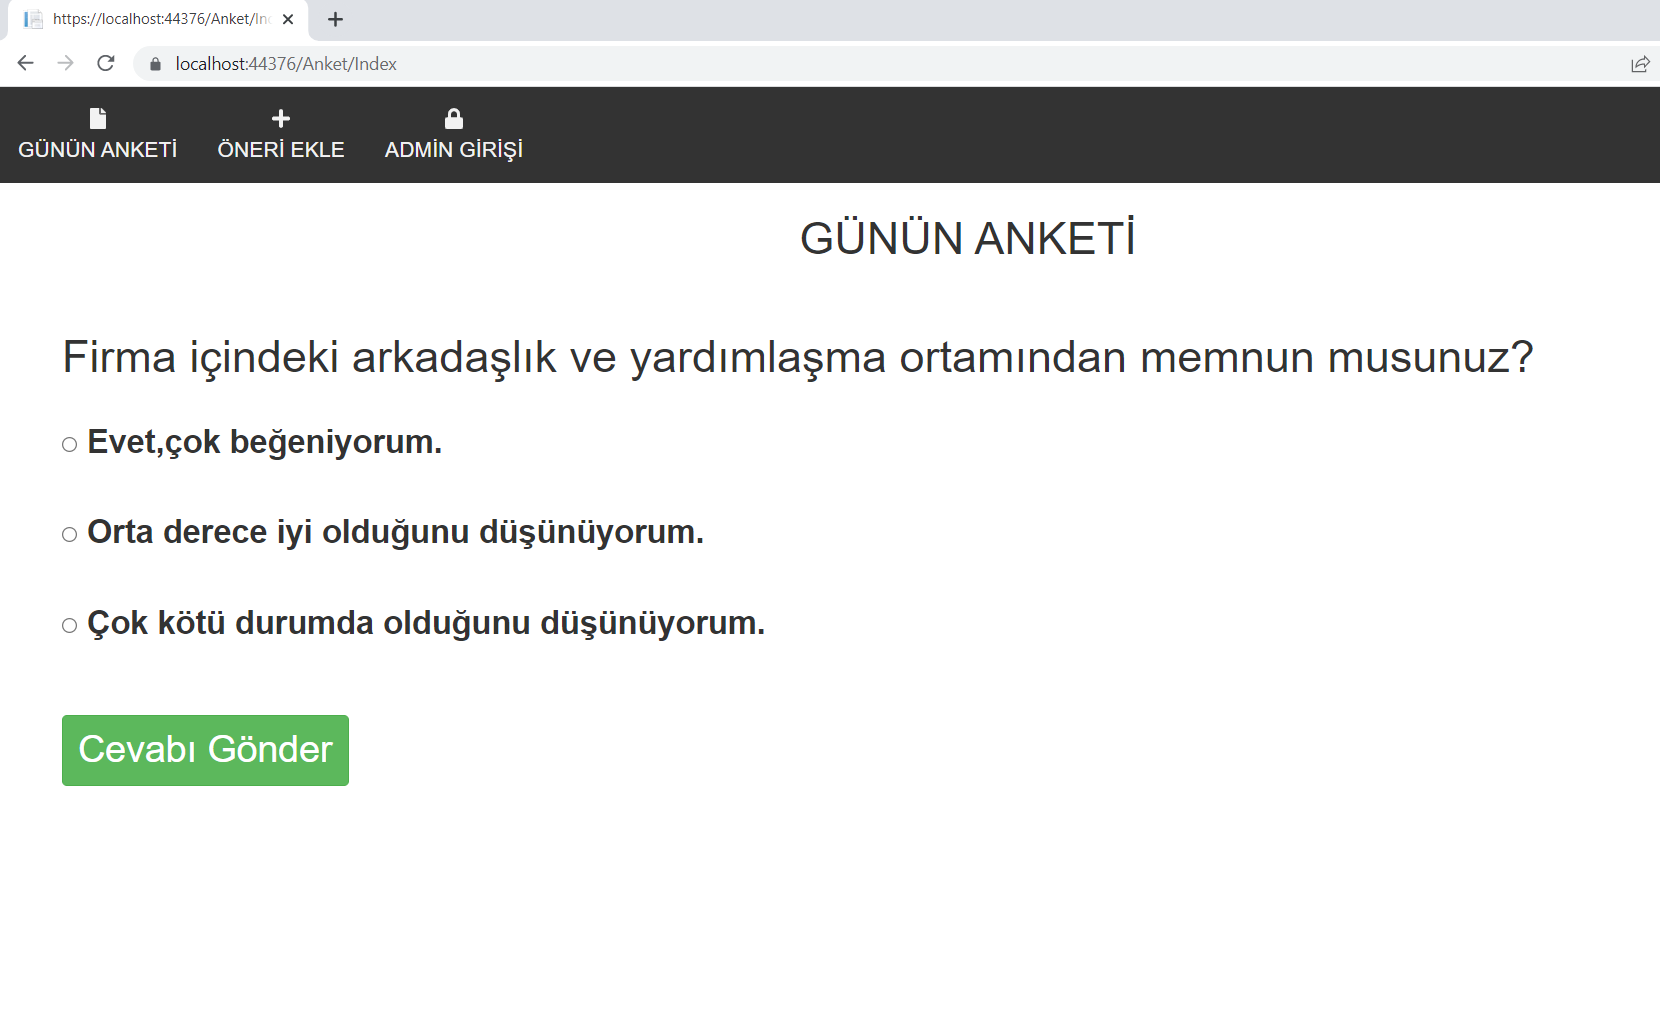 https://localhost:44376/Anket/In
localhost:44376/Anket/Index
GÜNÜN ANKETİ ÖNERİ EKLE ADMİN GİRİŞİ
GÜNÜN ANKETİ
Firma içindeki arkadaşlık ve yardımlaşma ortamından memnun musunuz?
Evet,çok beğeniyorum.
Orta derece iyi olduğunu düşünüyorum.
Çok kötü durumda olduğunu düşünüyorum.
Cevabı Gönder